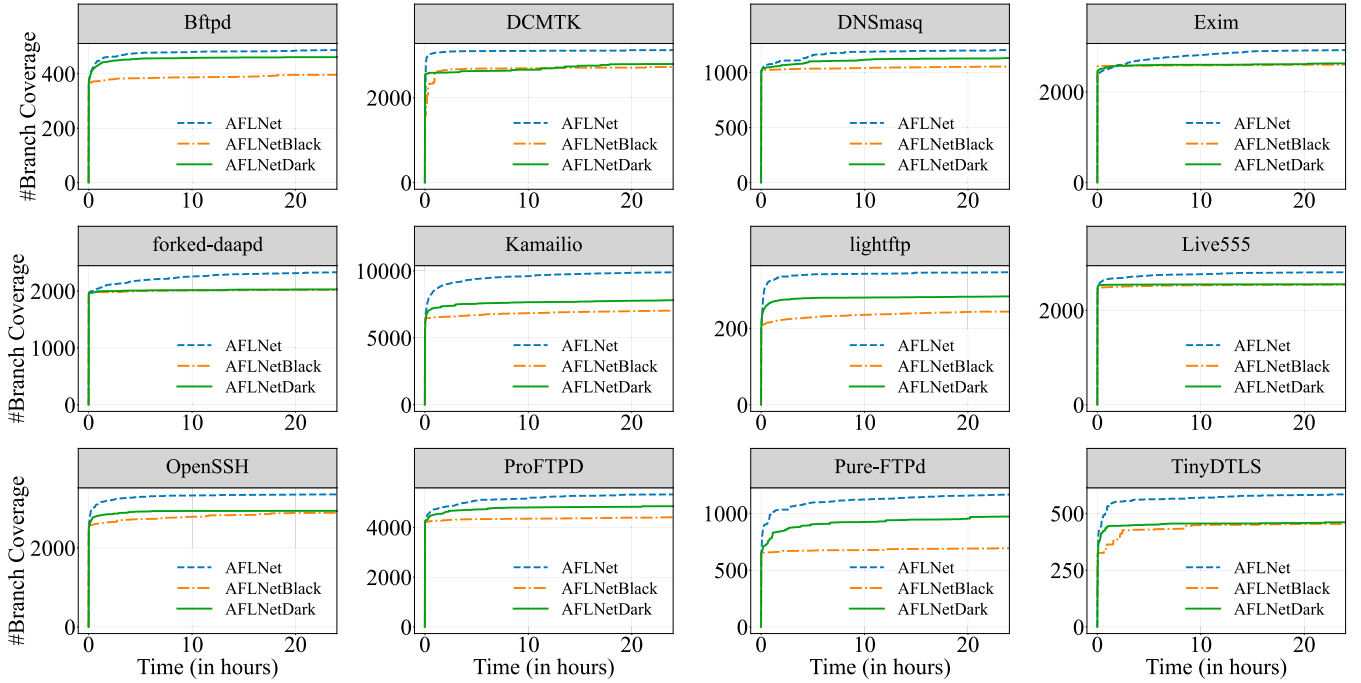 Bftpd
DCMTK
DNSmasq
Exim
#Branch Coverage
400
200
0
0
10
20
AFLNet
AFLNetBlack
AFLNetDark
2000
0
0
10
20
AFLNet
AFLNetBlack
AFLNetDark
1000
500
0
0
10
20
AFLNet
AFLNetBlack
AFLNetDark
2000
0
0
10
20
AFLNet
AFLNetBlack
AFLNetDark
forked-daapd
Kamailio
lightftp
Live555
#Branch Coverage
2000
1000
0
0
10
20
AFLNet
AFLNetBlack
AFLNetDark
10000
5000
0
0
10
20
AFLNet
AFLNetBlack
AFLNetDark
200
0
0
10
20
AFLNet
AFLNetBlack
AFLNetDark
2000
0
0
10
20
AFLNet
AFLNetBlack
AFLNetDark
OpenSSH
ProFTPD
Pure-FTPd
TinyDTLS
#Branch Coverage
2000
0
0
10
20
AFLNet
AFLNetBlack
AFLNetDark
Time (in hours)
4000
2000
0
0
10
20
AFLNet
AFLNetBlack
AFLNetDark
Time (in hours)
1000
500
0
0
10
20
AFLNet
AFLNetBlack
AFLNetDark
Time (in hours)
500
250
0
0
10
20
AFLNet
AFLNetBlack
AFLNetDark
Time (in hours)